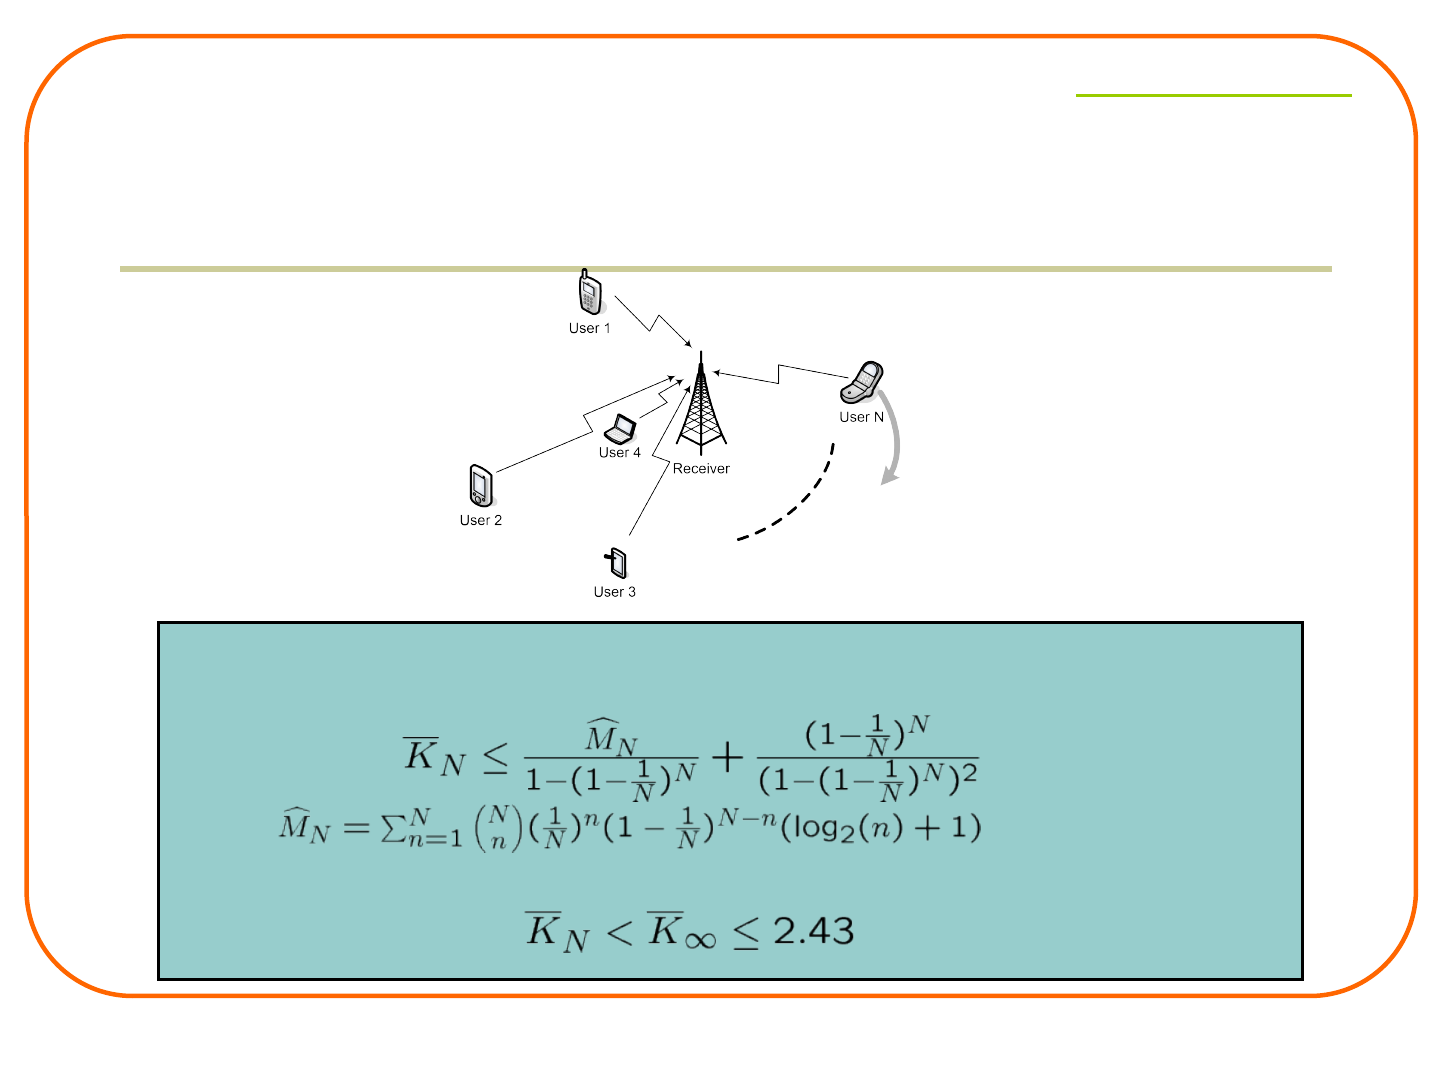 User 1
User N
User 4
Receiver
User 2
User 3
$\overline{K}_N \leq \frac{\widehat{M}_N}{1-(1-\frac{1}{N})^N} + \frac{(1-\frac{1}{N})^N}{(1-(1-\frac{1}{N})^N)^2}$
$\widehat{M}_N = \sum_{n=1}^{N} \binom{N}{n} (\frac{1}{N})^n (1-\frac{1}{N})^{N-n} (\log_2(n)+1)$
$\overline{K}_N < \overline{K}_\infty \leq 2.43$